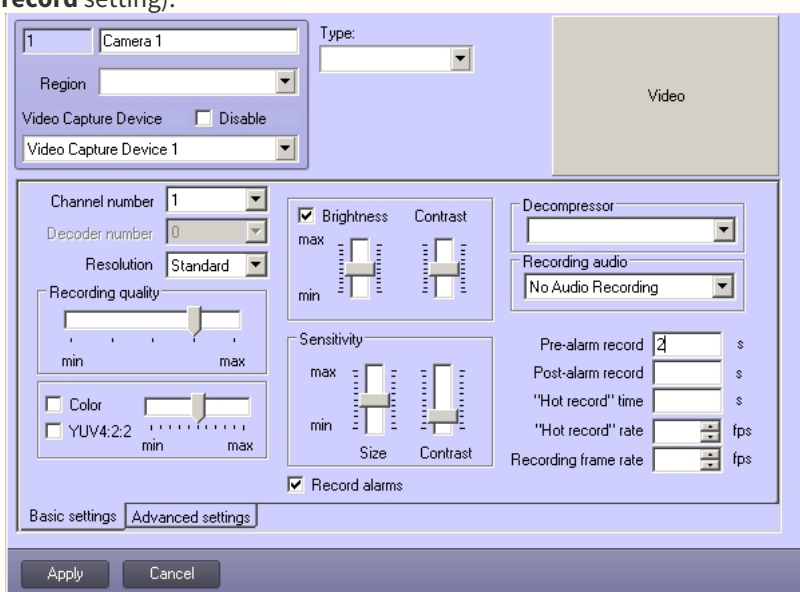 record setting).
1 Camera 1 Type:
Region
Video
Video Capture Device Disable
Video Capture Device 1
Channel number 1
Decoder number 0
Resolution Standard
Recording quality
min max
Color
YUV4:2:2
min max
Brightness Contrast
max
min
Sensitivity
max
min
Size Contrast
Record alarms
Decompressor
Recording audio
No Audio Recording
Pre-alarm record 2 s
Post-alarm record s
"Hot record" time s
"Hot record" rate fps
Recording frame rate fps
Basic settings Advanced settings
Apply Cancel